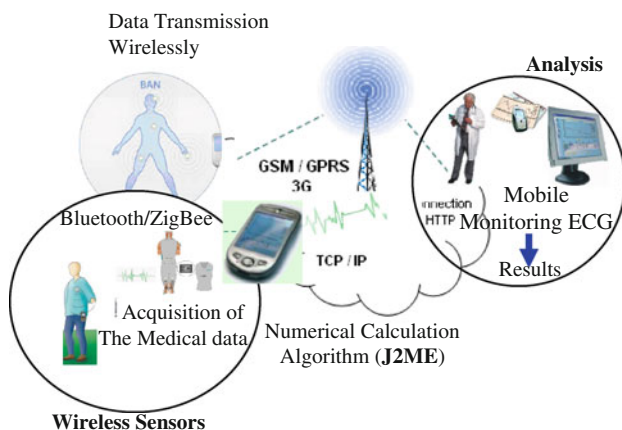 Data Transmission
Wirelessly
BAN
Analysis
GSM / GPRS
3G
Bluetooth/ZigBee
nnection
HTTP
Mobile
Monitoring ECG
TCP / IP
Results
Acquisition of
The Medical data
Numerical Calculation
Algorithm (J2ME)
Wireless Sensors